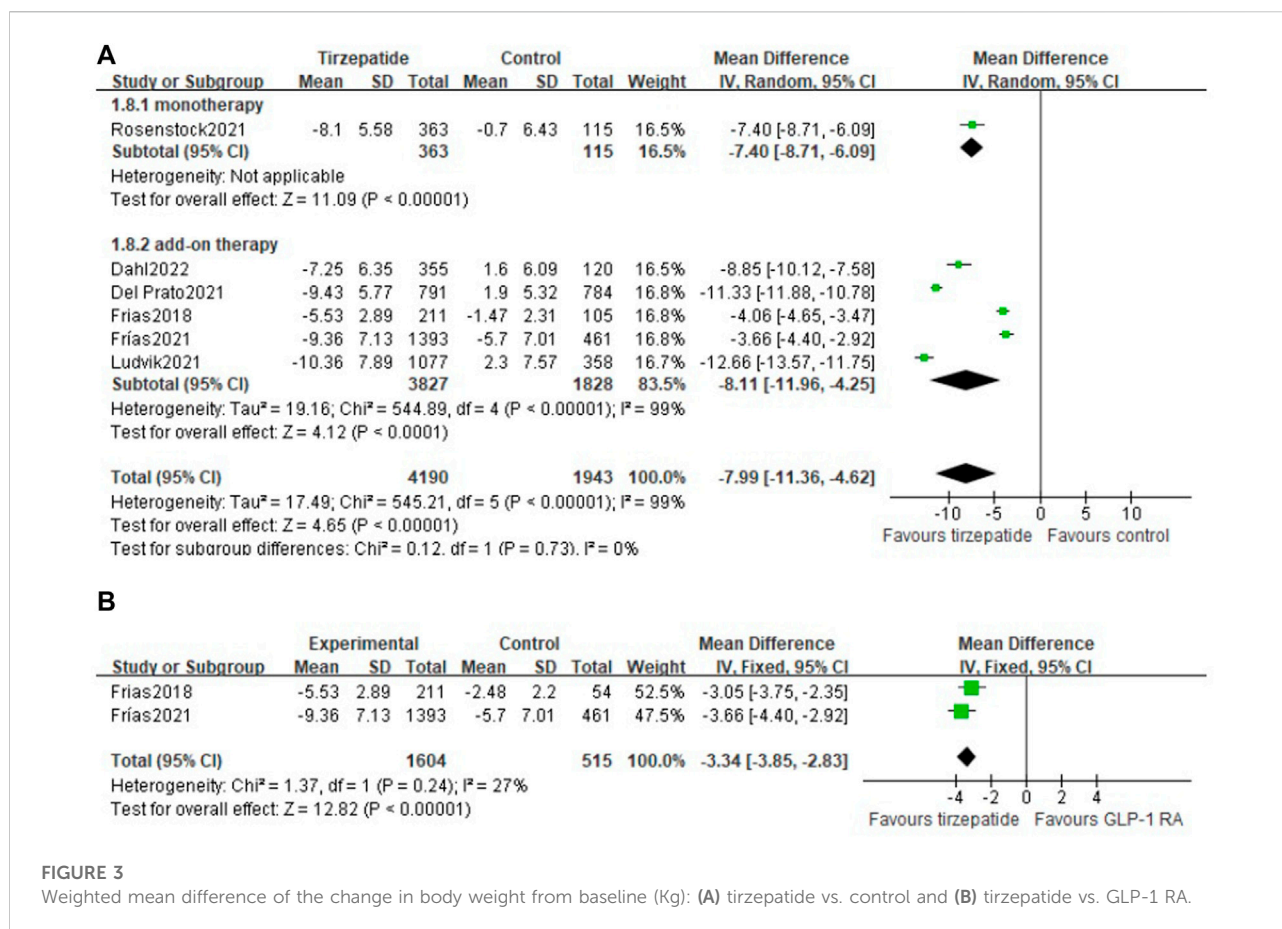 A
Tirzepatide Control Mean Difference Mean Difference
Study or Subgroup Mean SD Total Mean SD Total Weight IV, Random, 95% CI IV, Random, 95% CI
1.8.1 monotherapy
Rosenstock2021 -8.1 5.58 363 -0.7 6.43 115 16.5% -7.40 [-8.71, -6.09]
Subtotal (95% CI) 363 115 16.5% -7.40 [-8.71, -6.09]
Heterogeneity: Not applicable
Test for overall effect: Z = 11.09 (P < 0.00001)
1.8.2 add-on therapy
Dahl2022 -7.25 6.35 355 1.6 6.09 120 16.5% -8.85 [-10.12, -7.58]
Del Prato2021 -9.43 5.77 791 1.9 5.32 784 16.8% -11.33 [-11.88, -10.78]
Frias2018 -5.53 2.89 211 -1.47 2.31 105 16.8% -4.06 [-4.65, -3.47]
Frías2021 -9.36 7.13 1393 -5.7 7.01 461 16.8% -3.66 [-4.40, -2.92]
Ludvik2021 -10.36 7.89 1077 2.3 7.57 358 16.7% -12.66 [-13.57, -11.75]
Subtotal (95% CI) 3827 1828 83.5% -8.11 [-11.96, -4.25]
Heterogeneity: Tau² = 19.16; Chi² = 544.89, df = 4 (P < 0.00001); I² = 99%
Test for overall effect: Z = 4.12 (P < 0.0001)
Total (95% CI) 4190 1943 100.0% -7.99 [-11.36, -4.62]
Heterogeneity: Tau² = 17.49; Chi² = 545.21, df = 5 (P < 0.00001); I² = 99%
Test for overall effect: Z = 4.65 (P < 0.00001)
Test for subgroup differences: Chi² = 0.12. df = 1 (P = 0.73). I² = 0%
-10 -5 0 5 10
Favours tirzepatide Favours control
B
Experimental Control Mean Difference Mean Difference
Study or Subgroup Mean SD Total Mean SD Total Weight IV, Fixed, 95% CI IV, Fixed, 95% CI
Frias2018 -5.53 2.89 211 -2.48 2.2 54 52.5% -3.05 [-3.75, -2.35]
Frías2021 -9.36 7.13 1393 -5.7 7.01 461 47.5% -3.66 [-4.40, -2.92]
Total (95% CI) 1604 515 100.0% -3.34 [-3.85, -2.83]
Heterogeneity: Chi² = 1.37, df = 1 (P = 0.24); I² = 27%
Test for overall effect: Z = 12.82 (P < 0.00001)
-4 -2 0 2 4
Favours tirzepatide Favours GLP-1 RA
FIGURE 3
Weighted mean difference of the change in body weight from baseline (Kg): (A) tirzepatide vs. control and (B) tirzepatide vs. GLP-1 RA.